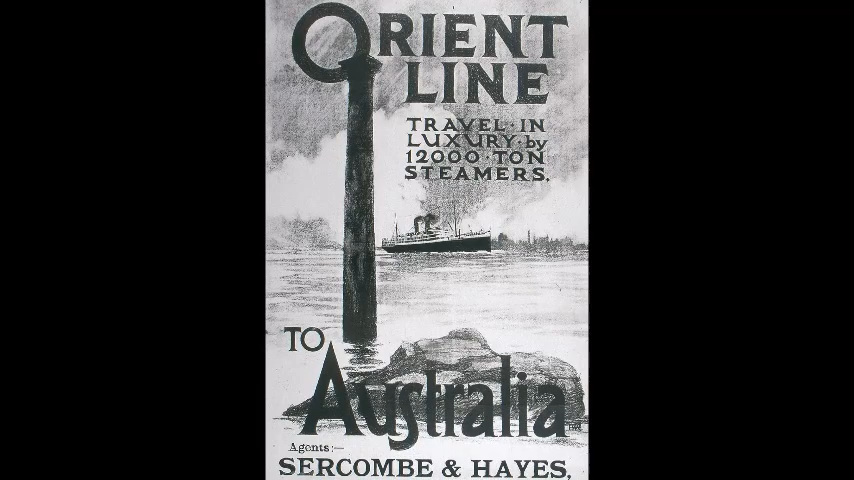 ORIENT
LINE
TRAVEL·IN
LUXURY·by
12000·TON
STEAMERS.
TO
Australia
Agents:—
SERCOMBE & HAYES,